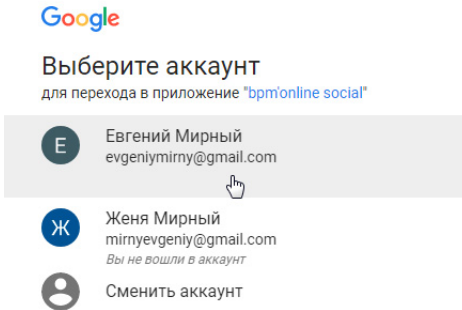 Google
Выберите аккаунт
для перехода в приложение "bpm'online social"
Е
Евгений Мирный
evgeniymirny@gmail.com
Ж
Женя Мирный
mirnyevgeniy@gmail.com
Вы не вошли в аккаунт
Сменить аккаунт